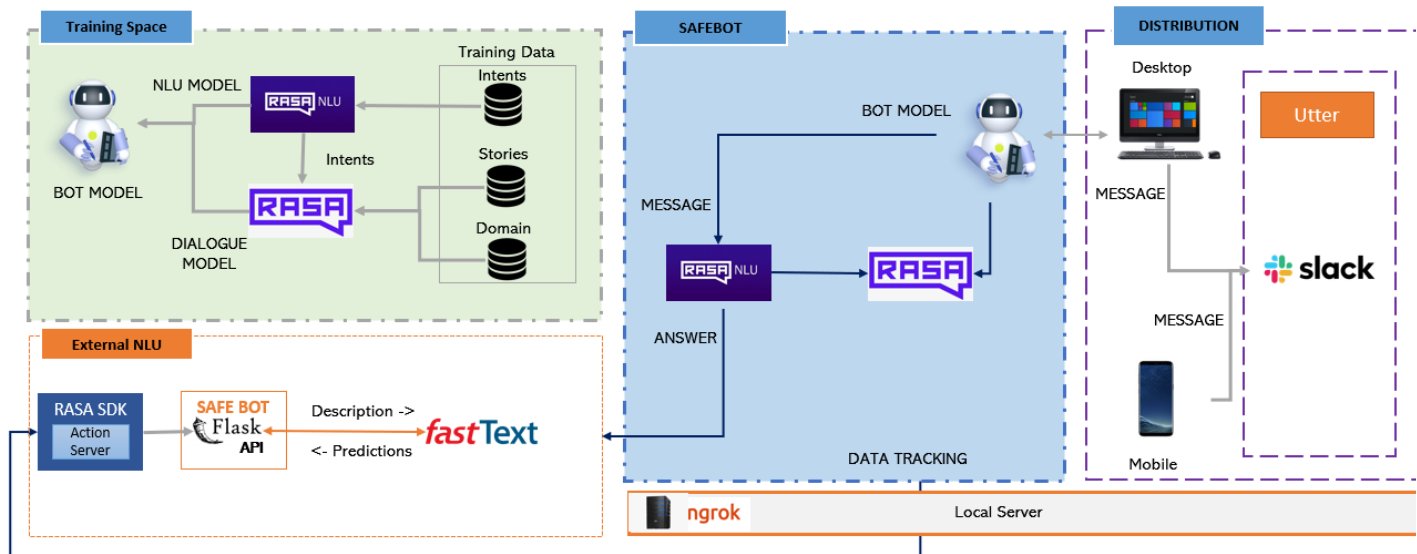 Training Space
Training Data
Intents
NLU MODEL
RASA NLU
Intents
Stories
BOT MODEL
RASA
DIALOGUE
MODEL
Domain
SAFEBOT
BOT MODEL
MESSAGE
RASA NLU
RASA
ANSWER
DATA TRACKING
DISTRIBUTION
Desktop
Utter
MESSAGE
slack
MESSAGE
Mobile
External NLU
RASA SDK
Action
Server
SAFE BOT
Flask
API
Description ->
fastText
<- Predictions
ngrok
Local Server